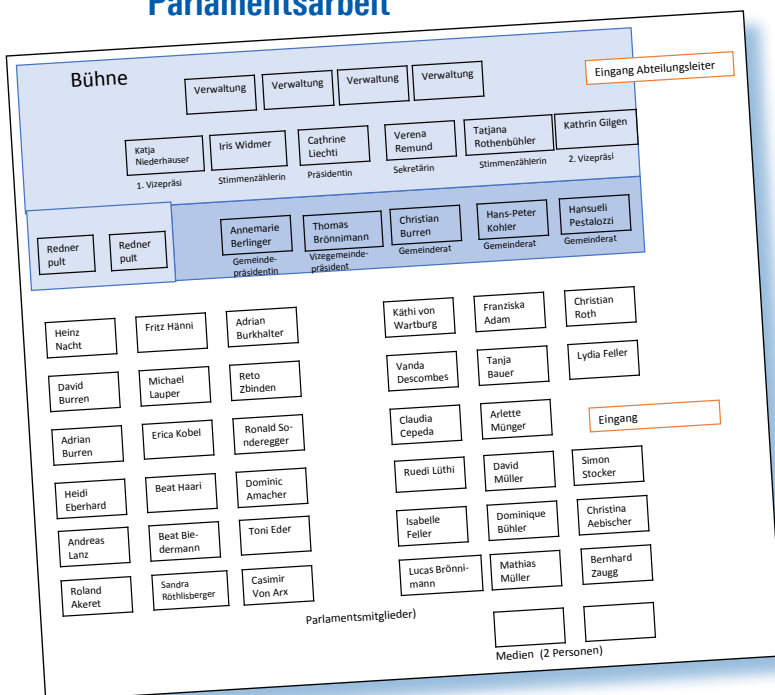 Parlamentsarbeit
Bühne
Verwaltung
Verwaltung
Verwaltung
Verwaltung
Eingang Abteilungsleiter
Katja
Niederhauser
1. Vizepräsi
Iris Widmer
Stimmenzählerin
Cathrine
Liechti
Präsidentin
Verena
Remund
Sekretärin
Tatjana
Rothenbühler
Stimmenzählerin
Kathrin Gilgen
2. Vizepräsi
Redner
pult
Redner
pult
Annemarie
Berlinger
Gemeinde-
präsidentin
Thomas
Brönnimann
Vizegemeinde-
präsident
Christian
Burren
Gemeinderat
Hans-Peter
Kohler
Gemeinderat
Hansueli
Pestalozzi
Gemeinderat
Heinz
Nacht
Fritz Hänni
Adrian
Burkhalter
Käthi von
Wartburg
Franziska
Adam
Christian
Roth
David
Burren
Michael
Lauper
Reto
Zbinden
Vanda
Descombes
Tanja
Bauer
Lydia Feller
Adrian
Burren
Erica Kobel
Ronald So-
nderegger
Claudia
Cepeda
Arlette
Münger
Eingang
Heidi
Eberhard
Beat Haari
Dominic
Amacher
Ruedi Lüthi
David
Müller
Simon
Stocker
Andreas
Lanz
Beat Bie-
dermann
Toni Eder
Isabelle
Feller
Dominique
Bühler
Christina
Aebischer
Roland
Akeret
Sandra
Röthlisberger
Casimir
Von Arx
Lucas Brönni-
mann
Mathias
Müller
Bernhard
Zaugg
Parlamentsmitglieder)
Medien (2 Personen)